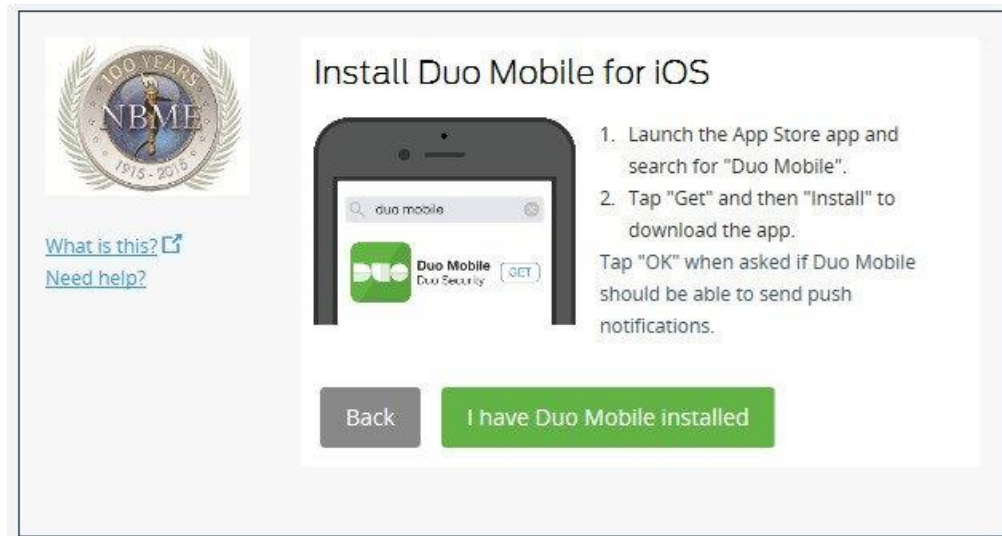 100 YEARS
NBME
1915 - 2015
What is this?
Need help?
Install Duo Mobile for iOS
duo mobile
DUO
Duo Mobile
Duo Security
GET
1. Launch the App Store app and
search for "Duo Mobile".
2. Tap "Get" and then "Install" to
download the app.
Tap "OK" when asked if Duo Mobile
should be able to send push
notifications.
Back
I have Duo Mobile installed